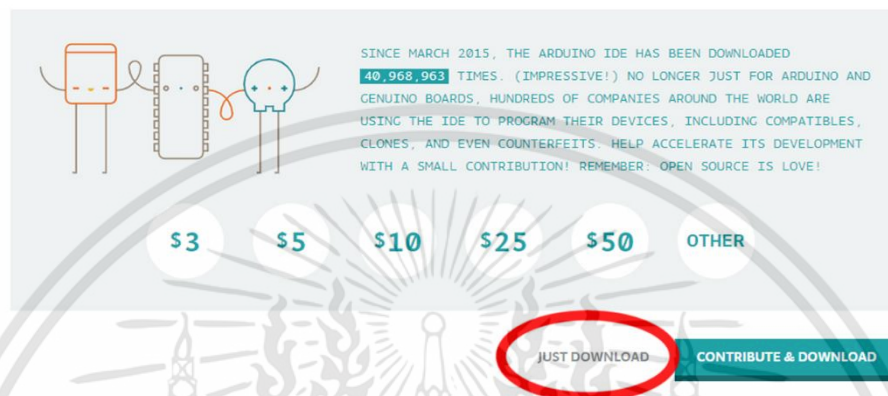 SINCE MARCH 2015, THE ARDUINO IDE HAS BEEN DOWNLOADED
40,968,963 TIMES. (IMPRESSIVE!) NO LONGER JUST FOR ARDUINO AND
GENUINO BOARDS, HUNDREDS OF COMPANIES AROUND THE WORLD ARE
USING THE IDE TO PROGRAM THEIR DEVICES, INCLUDING COMPATIBLES,
CLONES, AND EVEN COUNTERFEITS. HELP ACCELERATE ITS DEVELOPMENT
WITH A SMALL CONTRIBUTION! REMEMBER: OPEN SOURCE IS LOVE!
$3 $5 $10 $25 $50 OTHER
JUST DOWNLOAD CONTRIBUTE & DOWNLOAD